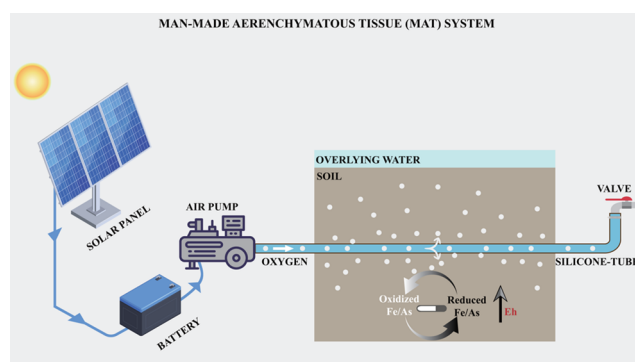 MAN-MADE AERENCHYMATOUS TISSUE (MAT) SYSTEM
OVERLYING WATER
SOIL
VALVE
AIR PUMP
SOLAR PANEL
OXYGEN
SILICONE-TUBE
Oxidized
Fe/As
Reduced
Fe/As
Eh
BATTERY